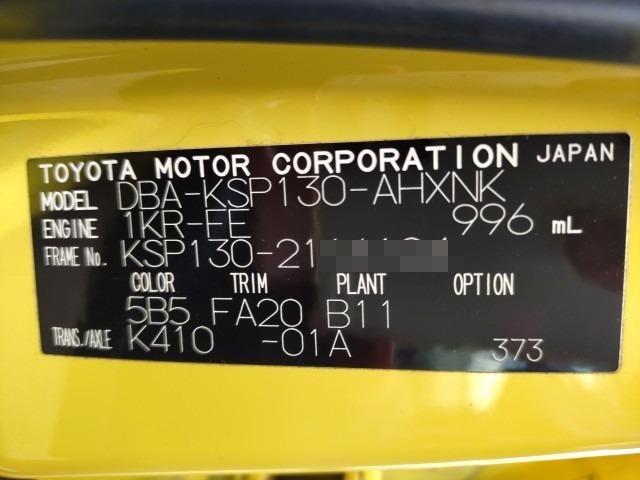 TOYOTA MOTOR CORPORATION JAPAN
MODEL DBA-KSP130-AHXNK
ENGINE 1KR-FE 996 mL
FRAME No. KSP130-21
COLOR TRIM PLANT OPTION
5B5 FA20 B11
TRANS./AXLE K410 -01A 373